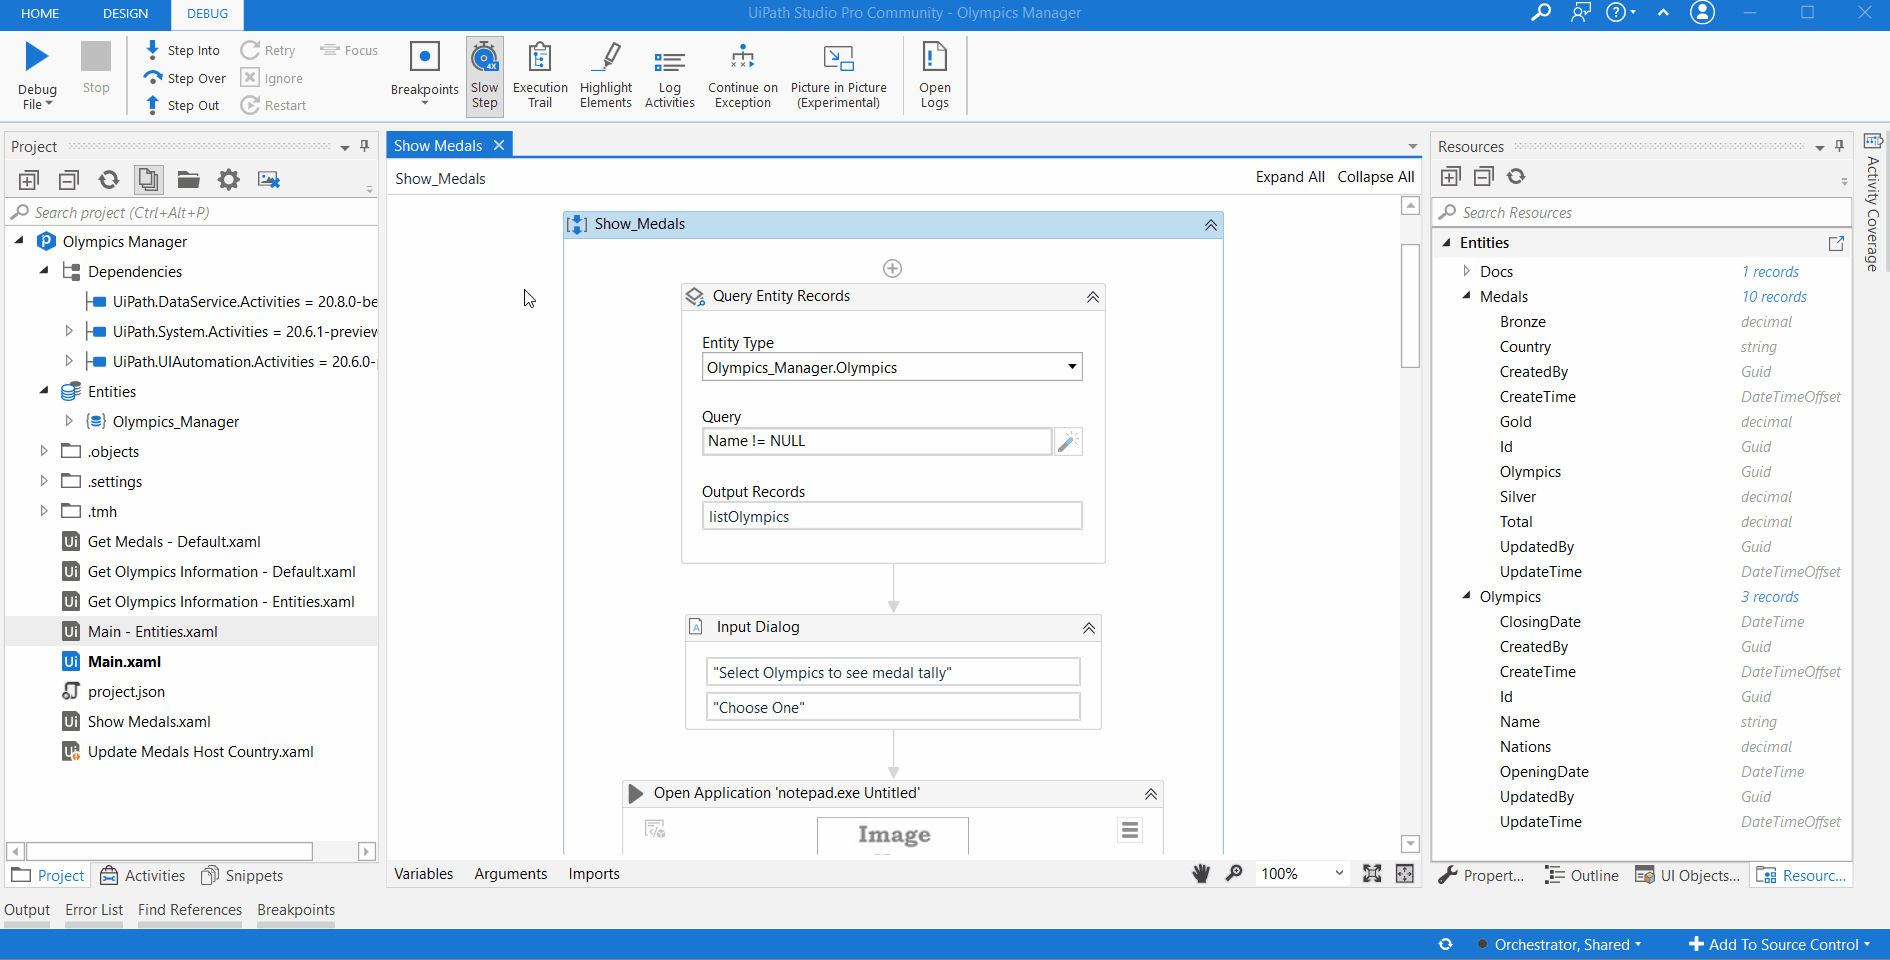 HOME DESIGN DEBUG UiPath Studio Pro Community - Olympics Manager
Debug File
Stop
Step Into
Step Over
Step Out
Retry
Ignore
Restart
Focus
Breakpoints
Slow Step
4X
Execution Trail
Highlight Elements
Log Activities
Continue on Exception
Picture in Picture (Experimental)
Open Logs
Project
Search project (Ctrl+Alt+P)
Olympics Manager
Dependencies
UiPath.DataService.Activities = 20.8.0-be
UiPath.System.Activities = 20.6.1-preview
UiPath.UIAutomation.Activities = 20.6.0-
Entities
Olympics_Manager
.objects
.settings
.tmh
Get Medals - Default.xaml
Get Olympics Information - Default.xaml
Get Olympics Information - Entities.xaml
Main - Entities.xaml
Main.xaml
project.json
Show Medals.xaml
Update Medals Host Country.xaml
Project Activities Snippets
Show Medals
Show_Medals Expand All Collapse All
Show_Medals
Query Entity Records
Entity Type
Olympics_Manager.Olympics
Query
Name != NULL
Output Records
listOlympics
Input Dialog
"Select Olympics to see medal tally"
"Choose One"
Open Application 'notepad.exe Untitled'
Image
Variables Arguments Imports 100%
Resources
Search Resources
Entities
Docs 1 records
Medals 10 records
Bronze decimal
Country string
CreatedBy Guid
CreateTime DateTimeOffset
Gold decimal
Id Guid
Olympics Guid
Silver decimal
Total decimal
UpdatedBy Guid
UpdateTime DateTimeOffset
Olympics 3 records
ClosingDate DateTime
CreatedBy Guid
CreateTime DateTimeOffset
Id Guid
Name string
Nations decimal
OpeningDate DateTime
UpdatedBy Guid
UpdateTime DateTimeOffset
Propert... Outline UI Objects... Resourc...
Activity Coverage
Output Error List Find References Breakpoints
Orchestrator, Shared Add To Source Control